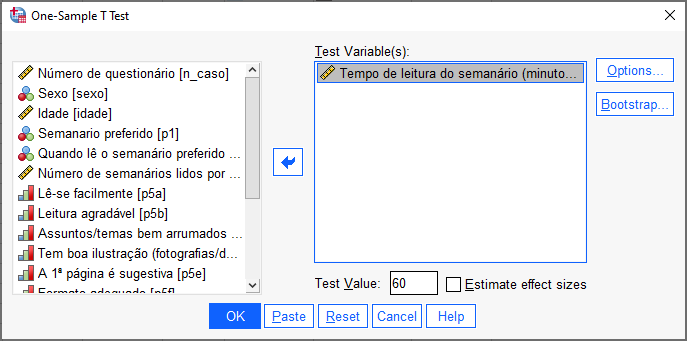 One-Sample T Test
Test Variable(s):
Número de questionário [n_caso]
Sexo [sexo]
Idade [idade]
Semanario preferido [p1]
Quando lê o semanário preferido ...
Número de semanários lidos por ...
Lê-se facilmente [p5a]
Leitura agradável [p5b]
Assuntos/temas bem arrumados ...
Tem boa ilustração (fotografias/d...
A 1ª página é sugestiva [p5e]
Formato adequado [p5f]
Tempo de leitura do semanário (minuto...
Options...
Bootstrap...
Test Value: 60
Estimate effect sizes
OK Paste Reset Cancel Help